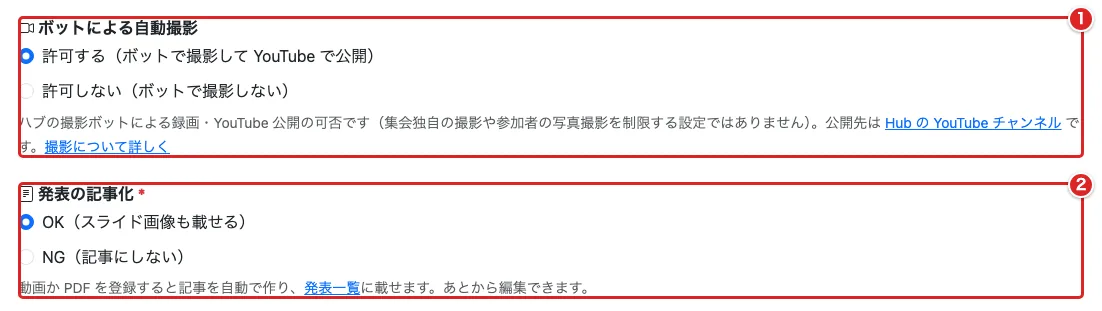 1
ボットによる自動撮影
許可する（ボットで撮影して YouTube で公開）
許可しない（ボットで撮影しない）
ハブの撮影ボットによる録画・YouTube 公開の可否です（集会独自の撮影や参加者の写真撮影を制限する設定ではありません）。公開先は Hub の YouTube チャンネル で
す。撮影について詳しく
2
発表の記事化 *
OK（スライド画像も載せる）
NG（記事にしない）
動画か PDF を登録すると記事を自動で作り、発表一覧に載せます。あとから編集できます。